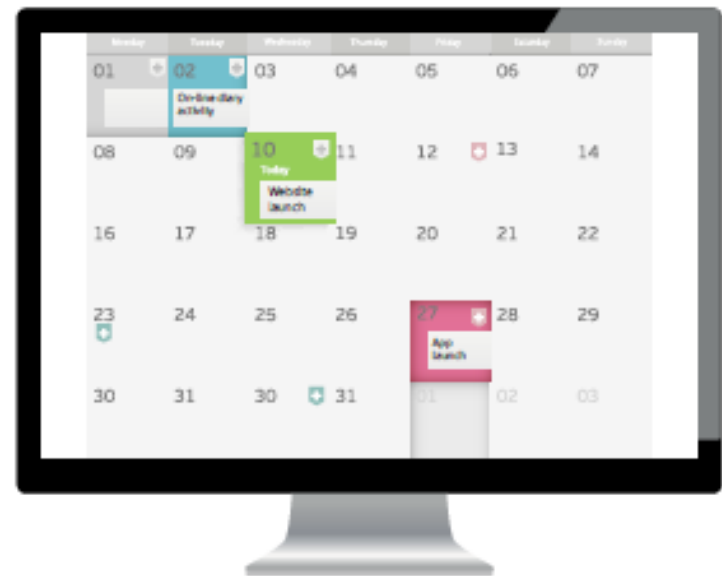 Monday Tuesday Wednesday Thursday Friday Saturday Sunday
01 02 03 04 05 06 07
On-line diary
activity
08 09 10 11 12 13 14
Today
Website
launch
16 17 18 19 20 21 22
23 24 25 26 27 28 29
App
launch
30 31 30 31 01 02 03